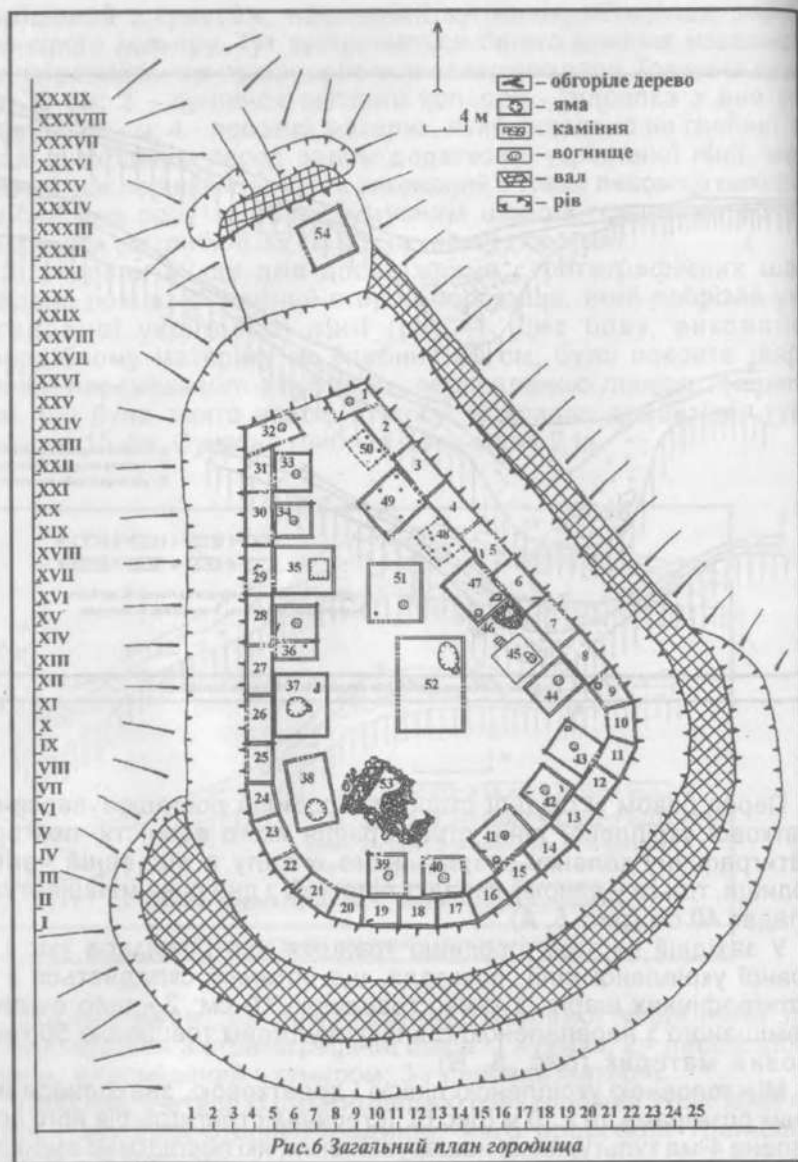 4 м
– обгоріле дерево
– яма
– каміння
– вогнище
– вал
– рів
XXXIX
XXXVIII
XXXVII
XXXVI
XXXV
XXXIV
XXXIII
XXXII
XXXI
XXX
XXIX
XXVIII
XXVII
XXVI
XXV
XXIV
XXIII
XXII
XXI
XX
XIX
XVIII
XVII
XVI
XV
XIV
XIII
XII
XI
X
IX
VIII
VII
VI
IV
III
II
I
54
1
2
32
50
3
31
33
49
4
30
34
48
5
35
29
51
47
6
28
7
46
36
45
8
27
52
44
9
37
26
10
43
11
25
38
53
12
24
42
13
23
41
14
22
39
40
15
21
16
20
19
18
17
1 2 3 4 5 6 7 8 9 10 11 12 13 14 15 16 17 18 19 20 21 22 23 24 25
Рис.6 Загальний план городища